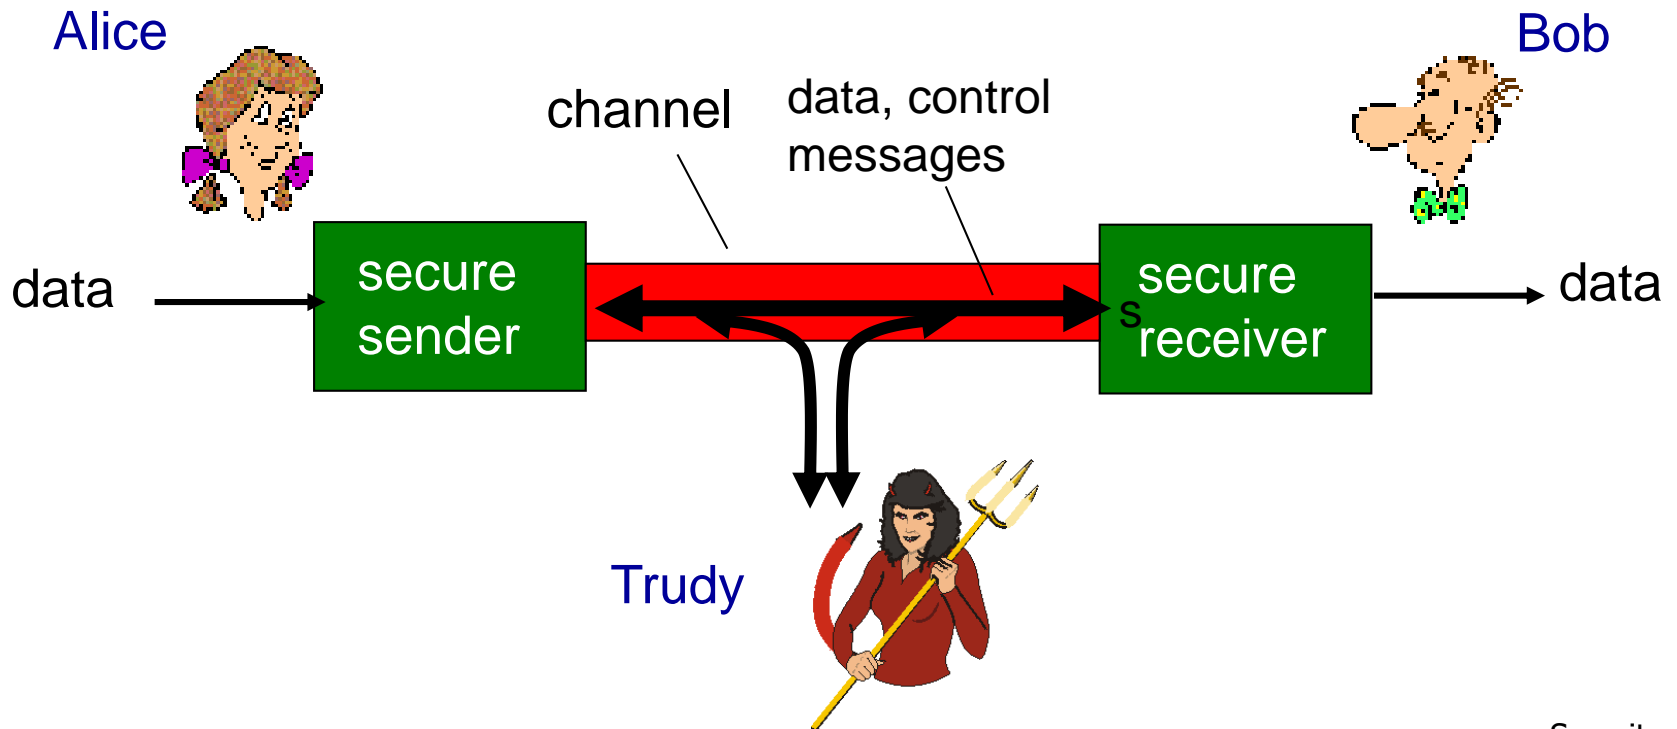 Alice
Bob
channel
data, control
messages
data
secure
sender
s
secure
receiver
data
Trudy